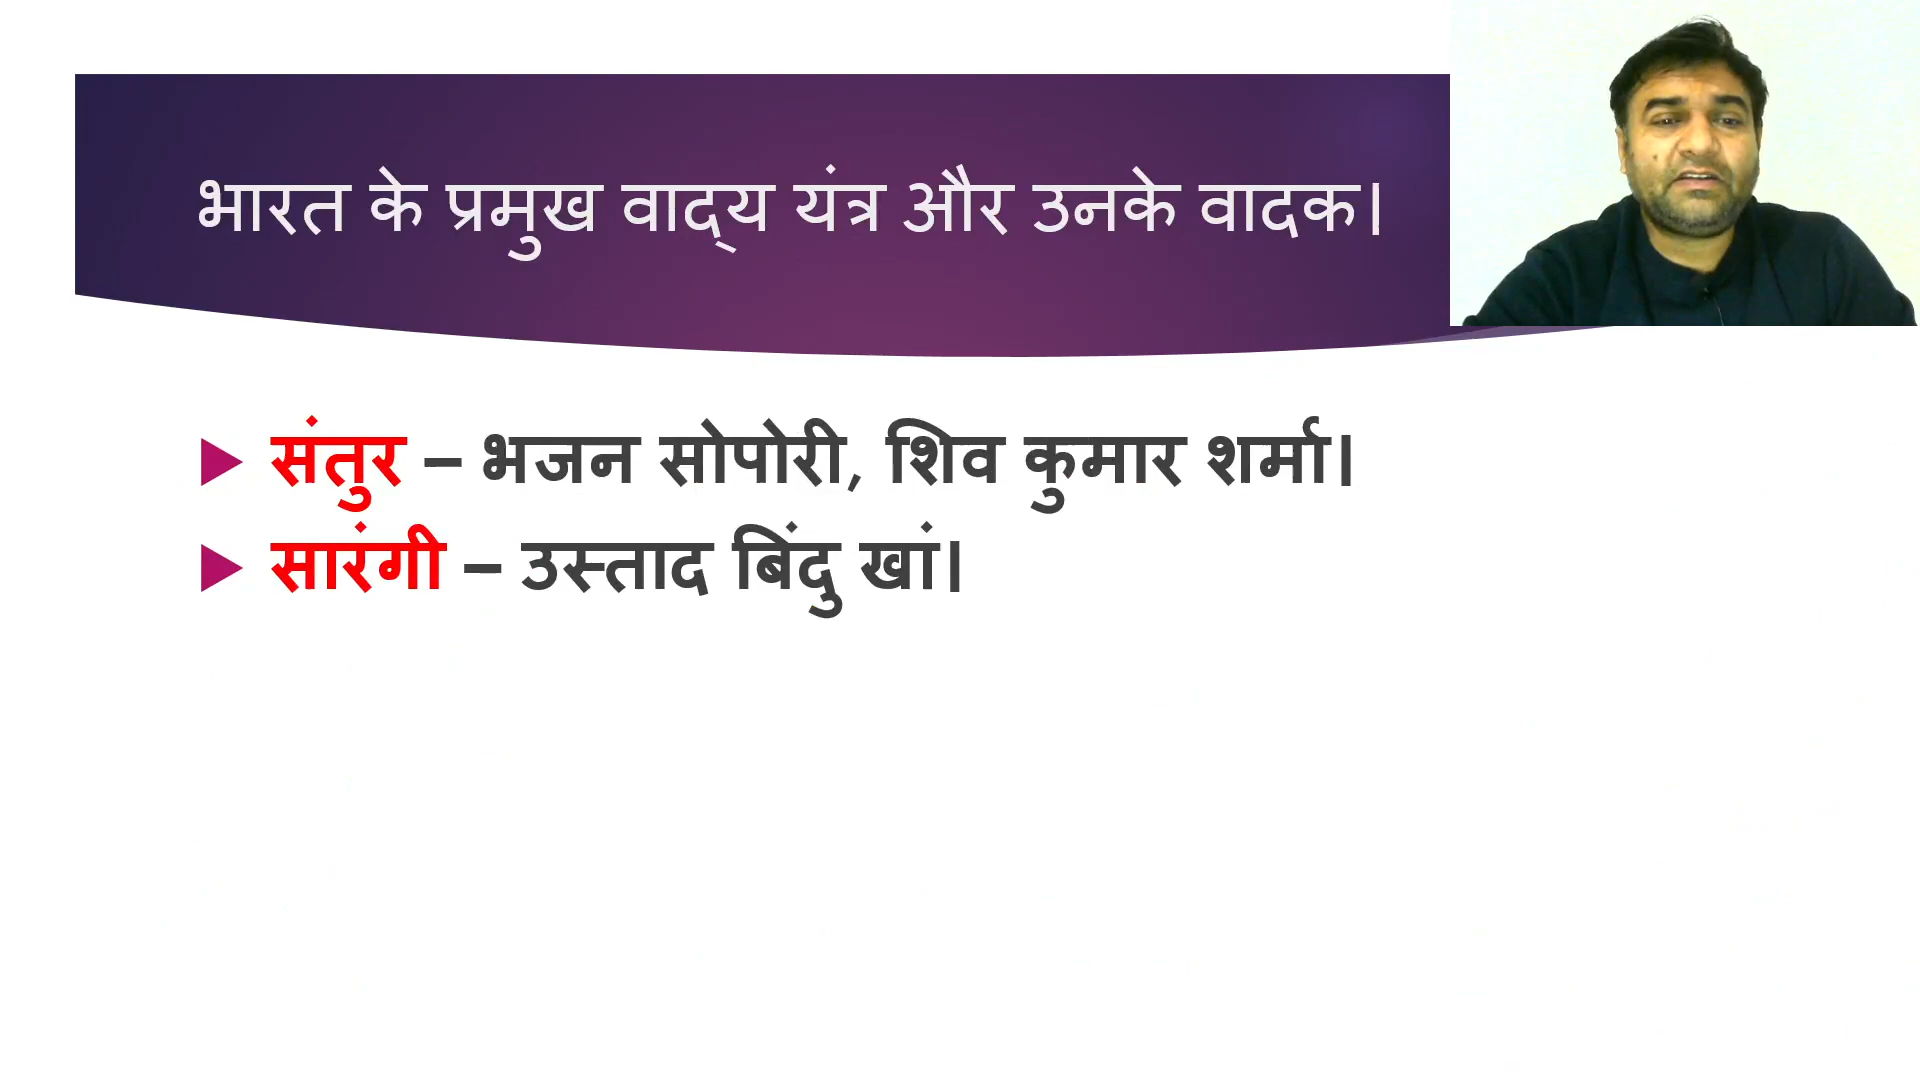 भारत के प्रमुख वाद्‌य यंत्र और उनके वादक।
संतुर – भजन सोपोरी, शिव कुमार शर्मा।
सारंगी – उस्ताद बिंदु खां।